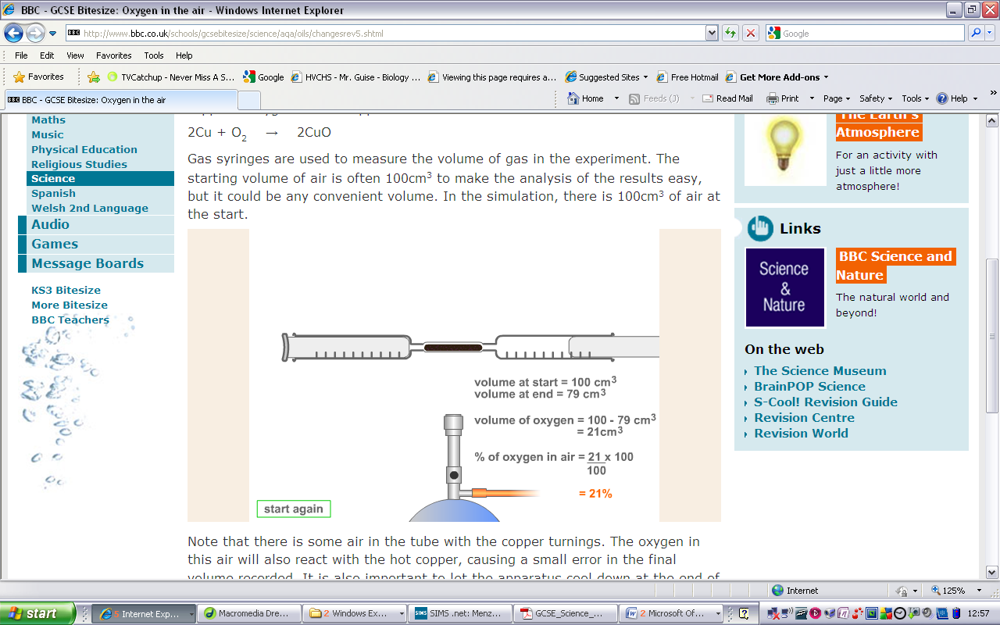 BBC - GCSE Bitesize: Oxygen in the air - Windows Internet Explorer
BBC http://www.bbc.co.uk/schools/gcsebitesize/science/aqa/oils/changesrev5.shtml
Google
File Edit View Favorites Tools Help
Favorites TVCatchup - Never Miss A S... Google HVCHS - Mr. Guise - Biology ... Viewing this page requires a... Suggested Sites Free Hotmail Get More Add-ons
BBC BBC - GCSE Bitesize: Oxygen in the air
Home Feeds (J) Read Mail Print Page Safety Tools Help »
Maths
Music
Physical Education
Religious Studies
Science
Spanish
Welsh 2nd Language
Audio
Games
Message Boards
KS3 Bitesize
More Bitesize
BBC Teachers
2Cu + O2 → 2CuO
Gas syringes are used to measure the volume of gas in the experiment. The
starting volume of air is often 100cm³ to make the analysis of the results easy,
but it could be any convenient volume. In the simulation, there is 100cm³ of air at
the start.
volume at start = 100 cm³
volume at end = 79 cm³
volume of oxygen = 100 - 79 cm³
= 21cm³
% of oxygen in air = 21 x 100
100
= 21%
start again
Note that there is some air in the tube with the copper turnings. The oxygen in
this air will also react with the hot copper, causing a small error in the final
volume recorded. It is also important to let the apparatus cool down at the end of
The Earth's
Atmosphere
For an activity with
just a little more
atmosphere!
Links
Science
&
Nature
BBC Science and
Nature
The natural world and
beyond!
On the web
The Science Museum
BrainPOP Science
S-Cool! Revision Guide
Revision Centre
Revision World
Internet 125%
start 5 Internet Exp... Macromedia Dre... 2 Windows Ex... SIMS .net: Menz... GCSE_Science_... 2 Microsoft Of... 12:57